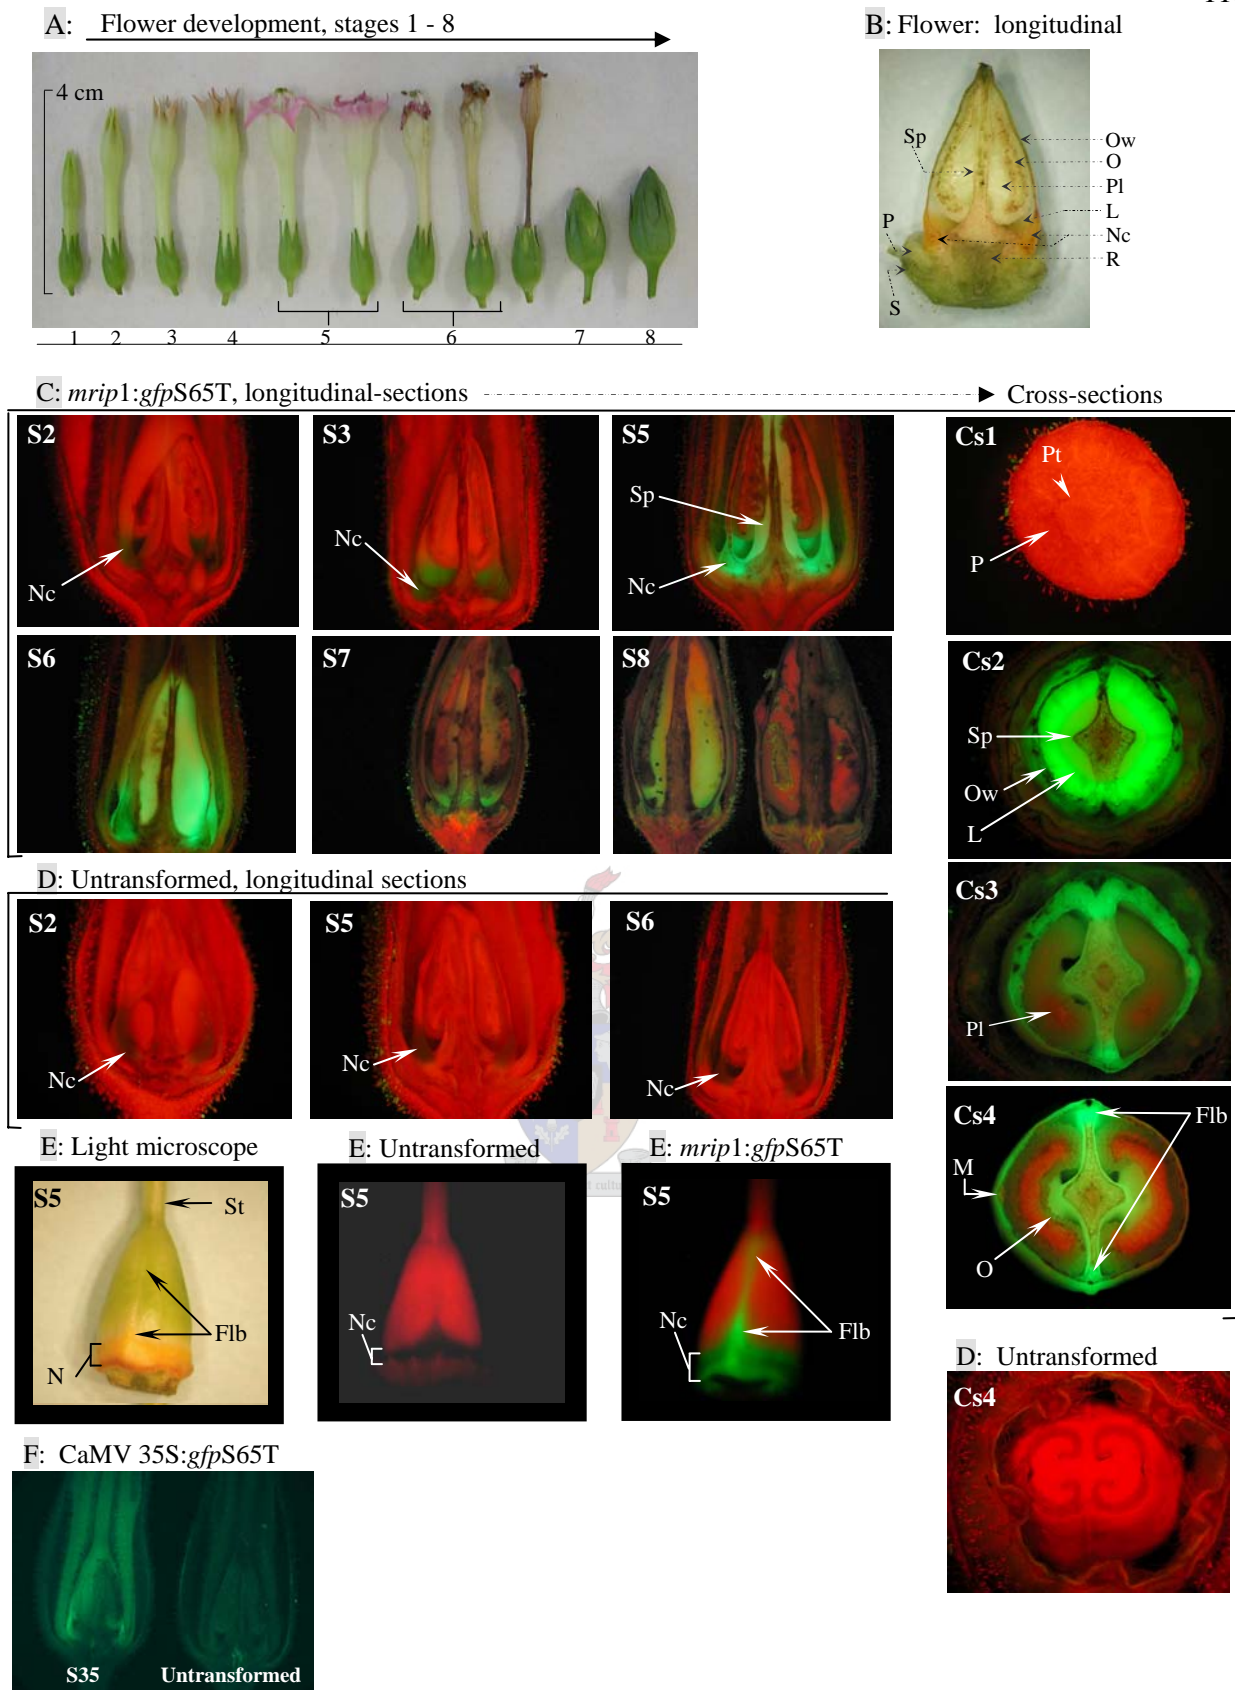 A: Flower development, stages 1 - 8
4 cm
1 2 3 4 5 6 7 8
B: Flower: longitudinal
Sp
P
S
Ow
O
Pl
L
Nc
R
C: mrip1:gfpS65T, longitudinal-sections
Cross-sections
S2
Nc
S3
Nc
S5
Sp
Nc
S6
S7
S8
Cs1
Pt
P
Cs2
Sp
Ow
L
Cs3
Pl
Cs4
Flb
M
O
D: Untransformed, longitudinal sections
S2
Nc
S5
Nc
S6
Nc
E: Light microscope
S5
St
Flb
N
E: Untransformed
S5
Nc
E: mrip1:gfpS65T
S5
Nc
Flb
D: Untransformed
Cs4
F: CaMV 35S:gfpS65T
S35
Untransformed